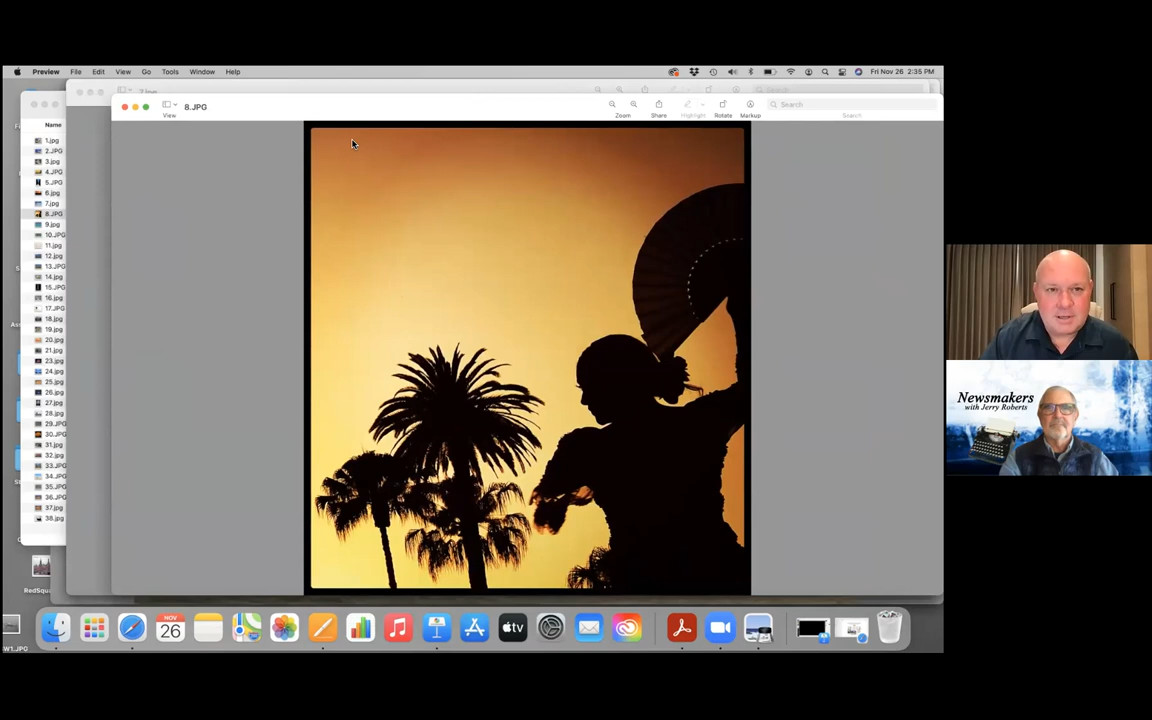 Preview File Edit View Go Tools Window Help
Fri Nov 26 2:35 PM
8.JPG
View
Zoom Share Highlight Rotate Markup
Search
Search
Name
1.jpg
2.JPG
3.jpg
4.JPG
5.JPG
6.jpg
7.jpg
8.JPG
9.jpg
10.JPG
11.jpg
12.jpg
13.JPG
14.jpg
15.JPG
16.jpg
17.JPG
18.jpg
19.jpg
20.jpg
21.jpg
23.jpg
24.jpg
25.jpg
26.jpg
27.jpg
28.jpg
29.JPG
30.JPG
31.jpg
32.jpg
33.JPG
34.JPG
35.JPG
36.JPG
37.jpg
38.jpg
Newsmakers
with Jerry Roberts
NOV
26
tv